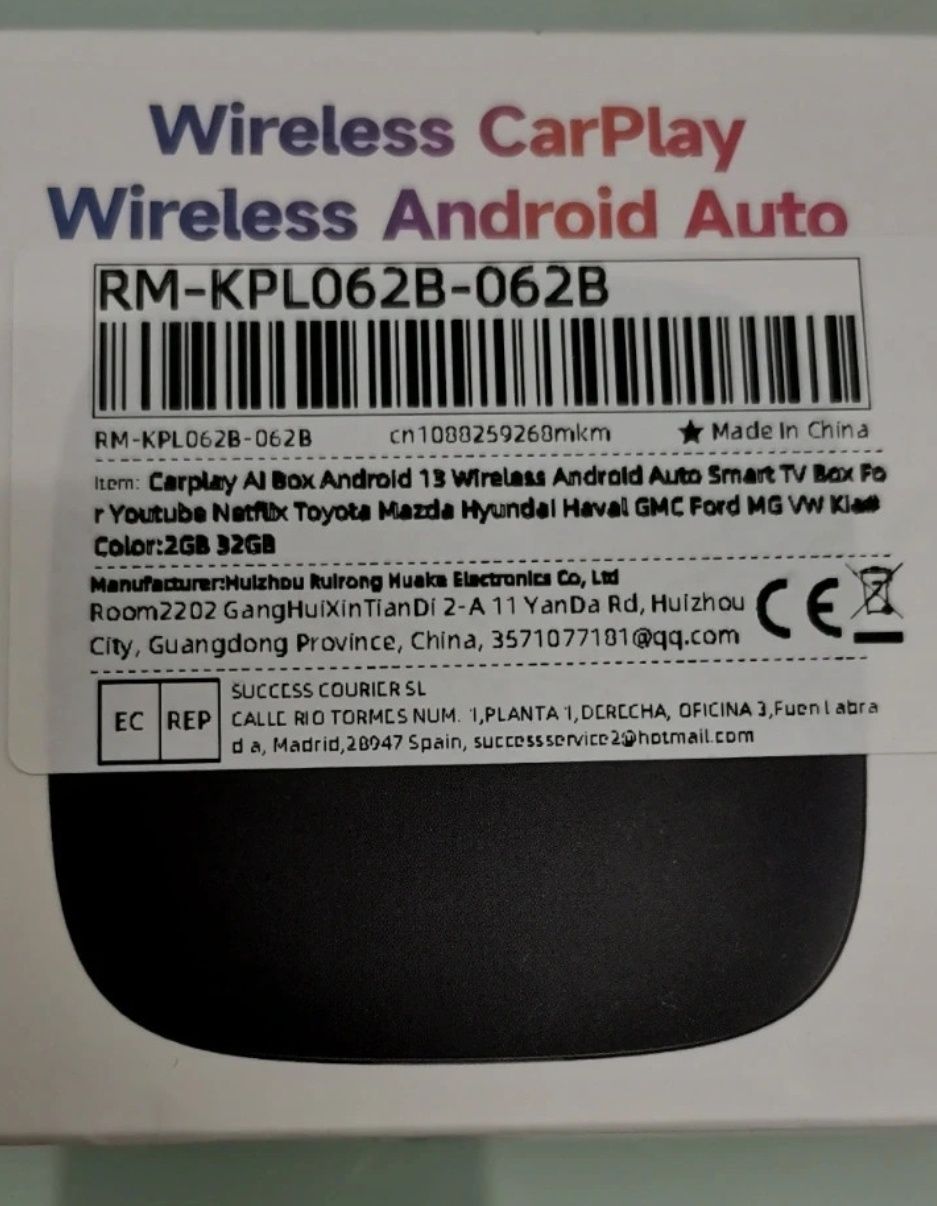 Wireless CarPlay
Wireless Android Auto
RM-KPL062B-062B
RM-KPL062B-062B cn1088259268mkm ★ Made In China
Item: Carplay AI Box Android 13 Wireless Android Auto Smart TV Box Fo
r Youtube Netflix Toyota Mazda Hyundai Haval GMC Ford MG VW Kia
Color:2GB 32GB
Manufacturer:Huizhou Ruirong Huake Electronics Co, Ltd
Room2202 GangHuiXinTianDi 2-A 11 YanDa Rd, Huizhou
City, Guangdong Province, China, 3571077181@qq.com
CE
EC REP
SUCCESS COURIER SL
CALLE RIO TORMES NUM. 1,PLANTA 1,DERECHA, OFICINA 3,Fuenlabra
da, Madrid,28947 Spain, successservice2@hotmail.com